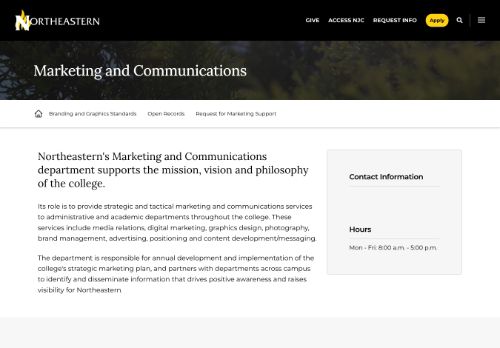 NORTHEASTERN
GIVE ACCESS NJC REQUEST INFO Apply
Marketing and Communications
Branding and Graphics Standards Open Records Request for Marketing Support
Northeastern's Marketing and Communications
department supports the mission, vision and philosophy
of the college.
Its role is to provide strategic and tactical marketing and communications services
to administrative and academic departments throughout the college. These
services include media relations, digital marketing, graphics design, photography,
brand management, advertising, positioning and content development/messaging.
The department is responsible for annual development and implementation of the
college's strategic marketing plan, and partners with departments across campus
to identify and disseminate information that drives positive awareness and raises
visibility for Northeastern.
Contact Information
Hours
Mon - Fri: 8:00 a.m. - 5:00 p.m.